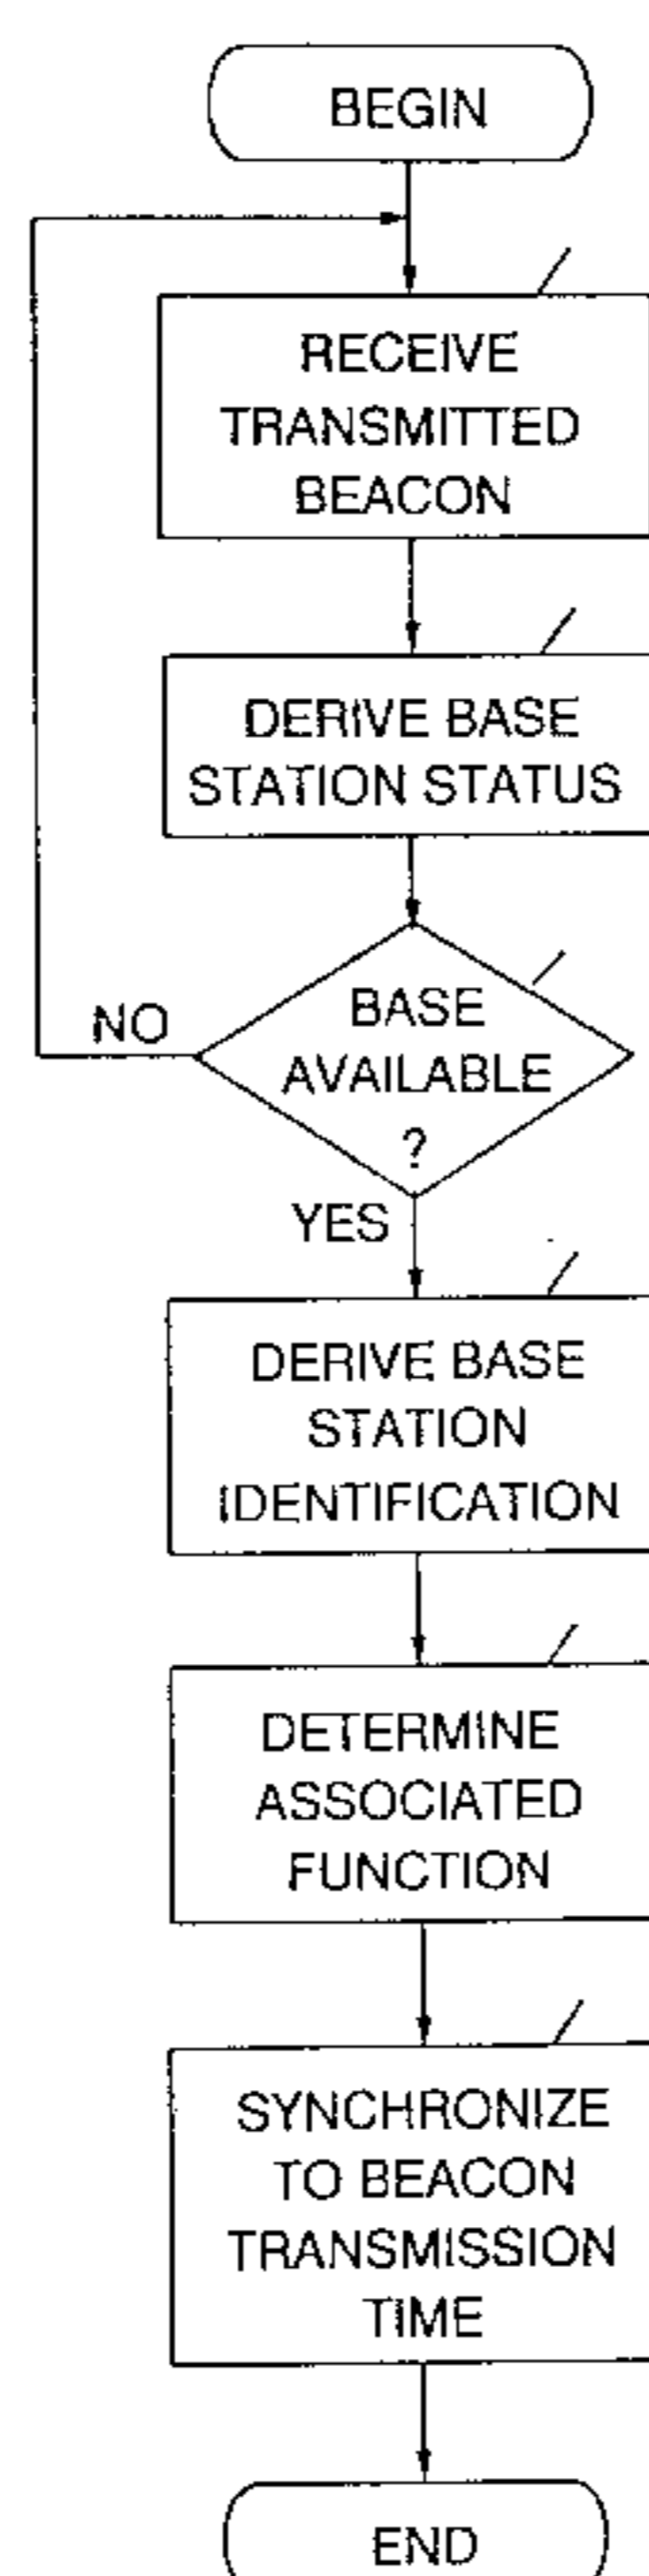 BEGIN
RECEIVE
TRANSMITTED
BEACON
DERIVE BASE
STATION STATUS
BASE
AVAILABLE
?
NO
YES
DERIVE BASE
STATION
IDENTIFICATION
DETERMINE
ASSOCIATED
FUNCTION
SYNCHRONIZE
TO BEACON
TRANSMISSION
TIME
END